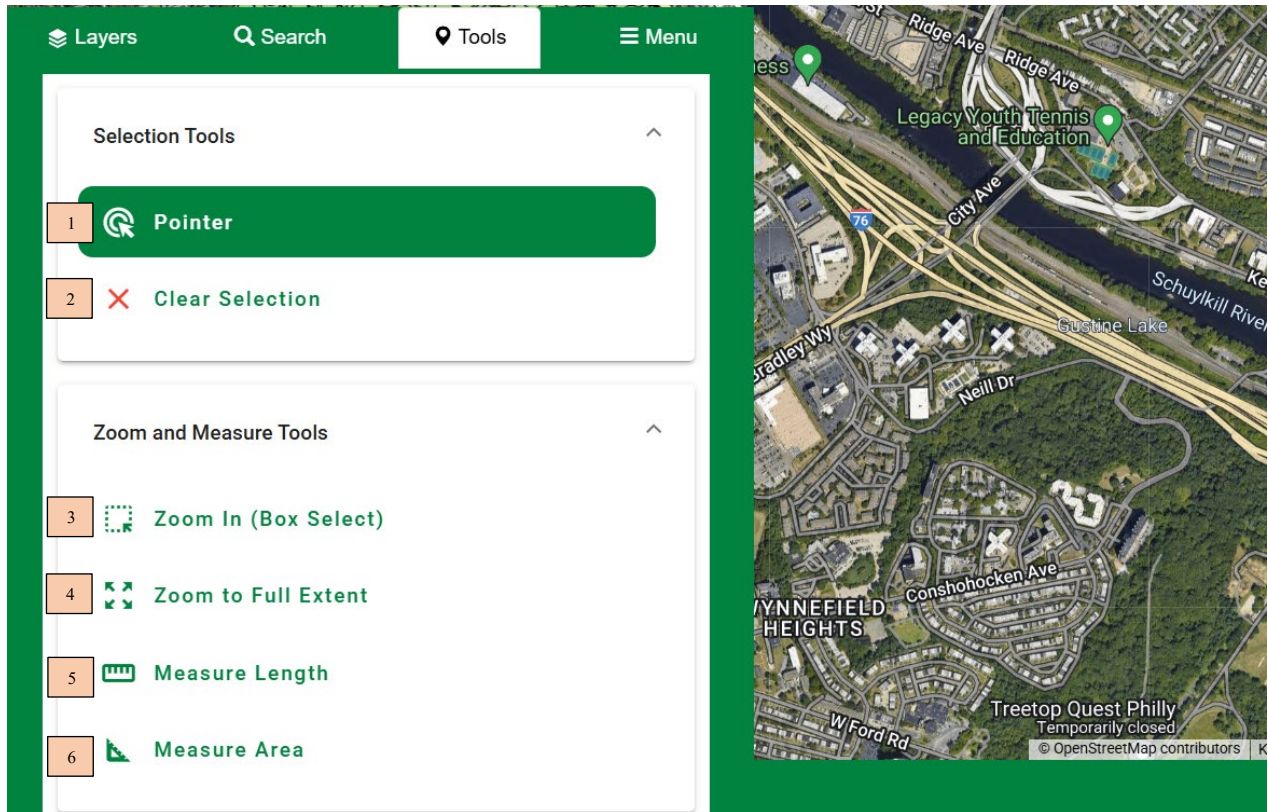 Layers
Search
Tools
Menu
Selection Tools
1 Pointer
2 Clear Selection
Zoom and Measure Tools
3 Zoom In (Box Select)
4 Zoom to Full Extent
5 Measure Length
6 Measure Area
Ridge Ave
Ridge Ave
Legacy Youth Tennis
and Education
City Ave
76
Schuylkill River
Gustine Lake
Bradley Wy
Neill Dr
Conshohocken Ave
WYNNEFIELD
HEIGHTS
Treetop Quest Philly
Temporarily closed
W Ford Rd
© OpenStreetMap contributors